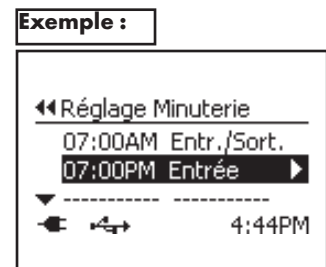 Exemple :
Réglage Minuterie
07:00AM Entr./Sort.
07:00PM Entrée
----------- -----------
4:44PM